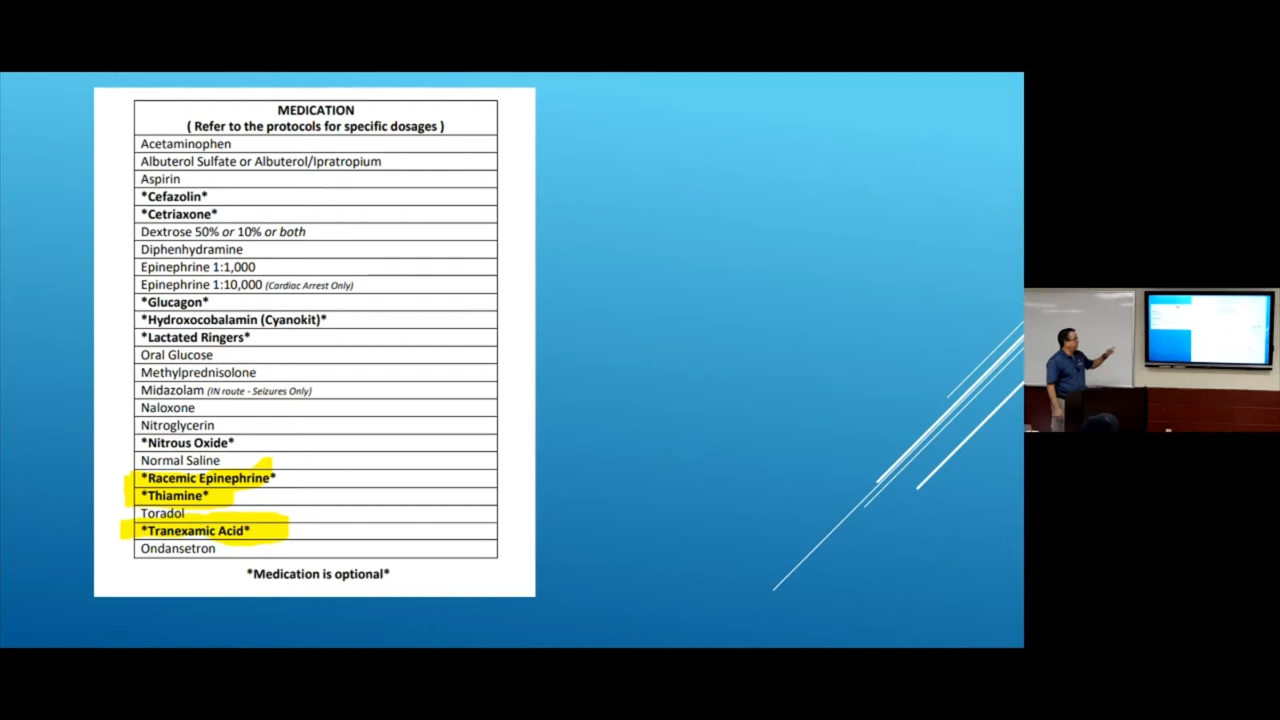 MEDICATION
( Refer to the protocols for specific dosages )
Acetaminophen
Albuterol Sulfate or Albuterol/Ipratropium
Aspirin
*Cefazolin*
*Cetriaxone*
Dextrose 50% or 10% or both
Diphenhydramine
Epinephrine 1:1,000
Epinephrine 1:10,000 (Cardiac Arrest Only)
*Glucagon*
*Hydroxocobalamin (Cyanokit)*
*Lactated Ringers*
Oral Glucose
Methylprednisolone
Midazolam (IN route - Seizures Only)
Naloxone
Nitroglycerin
*Nitrous Oxide*
Normal Saline
*Racemic Epinephrine*
*Thiamine*
Toradol
*Tranexamic Acid*
Ondansetron
*Medication is optional*